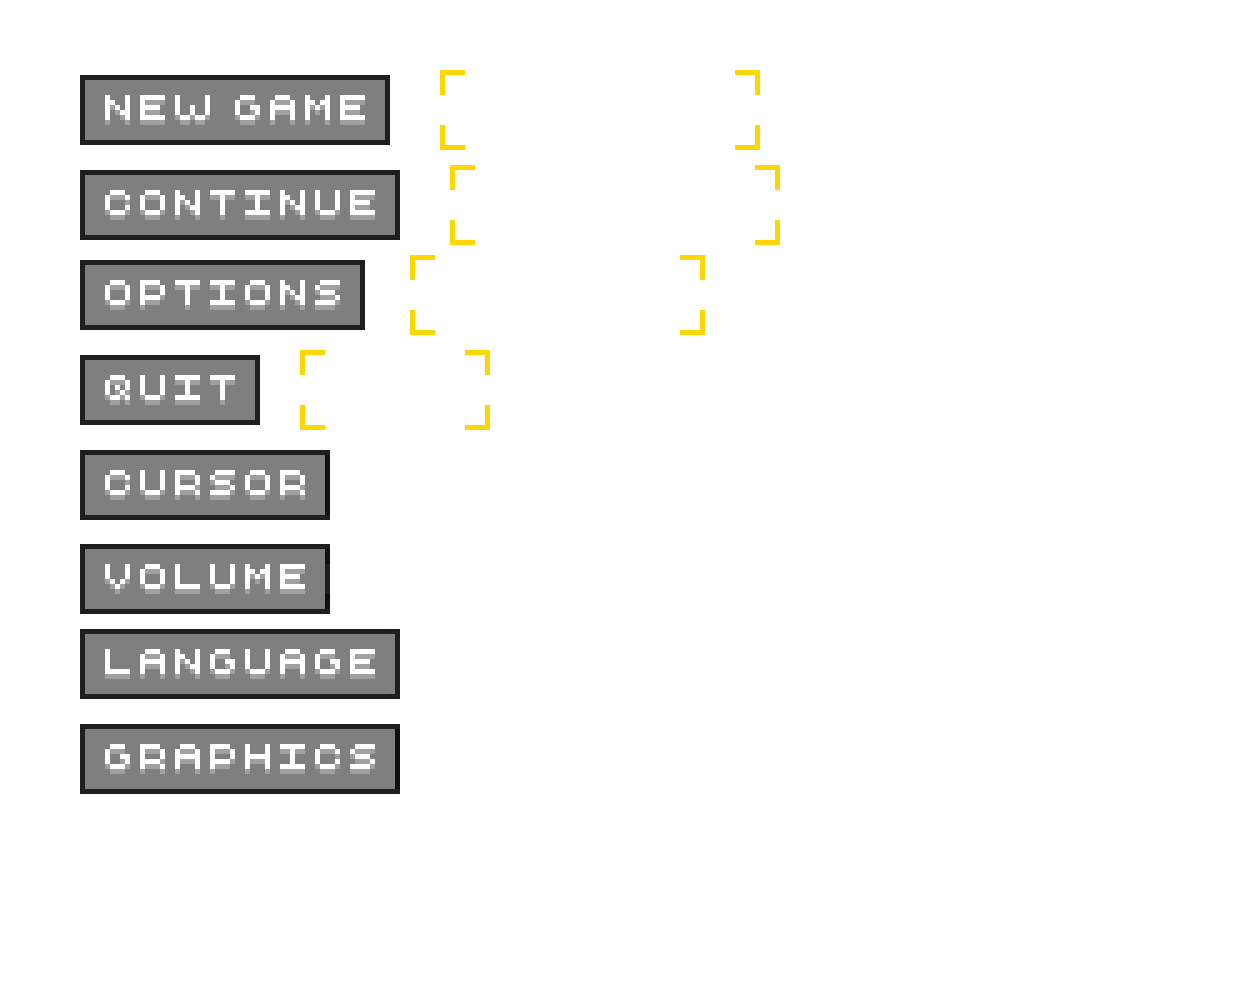 NEW GAME
CONTINUE
OPTIONS
QUIT
CURSOR
VOLUME
LANGUAGE
GRAPHICS